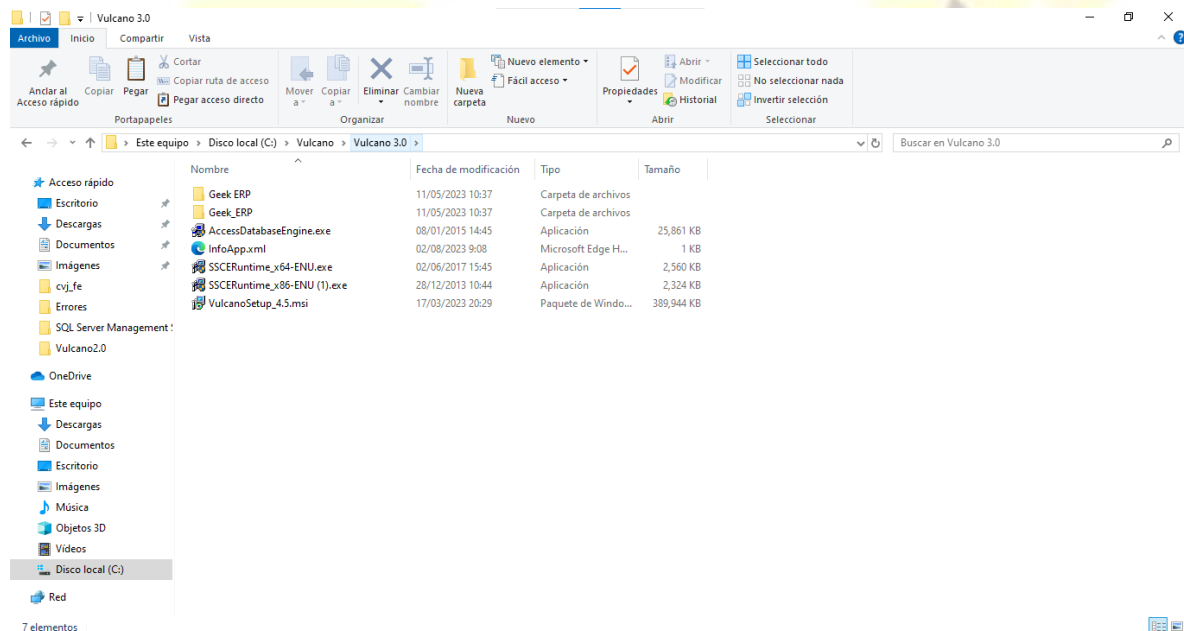 Vulcano 3.0
Archivo Inicio Compartir Vista
Anclar al Acceso rápido
Copiar
Pegar
Cortar
Copiar ruta de acceso
Pegar acceso directo
Portapapeles
Mover a
Copiar a
Eliminar
Cambiar nombre
Organizar
Nueva carpeta
Nuevo elemento
Fácil acceso
Nuevo
Propiedades
Abrir
Modificar
Historial
Abrir
Seleccionar todo
No seleccionar nada
Invertir selección
Seleccionar
Este equipo > Disco local (C:) > Vulcano > Vulcano 3.0 >
Buscar en Vulcano 3.0
Acceso rápido
Escritorio
Descargas
Documentos
Imágenes
cvj_fe
Errores
SQL Server Management
Vulcano2.0
OneDrive
Este equipo
Descargas
Documentos
Escritorio
Imágenes
Música
Objetos 3D
Vídeos
Disco local (C:)
Red
Nombre Fecha de modificación Tipo Tamaño
Geek ERP 11/05/2023 10:37 Carpeta de archivos
Geek_ERP 11/05/2023 10:37 Carpeta de archivos
AccessDatabaseEngine.exe 08/01/2015 14:45 Aplicación 25,861 KB
InfoApp.xml 02/08/2023 9:08 Microsoft Edge H... 1 KB
SSCERuntime_x64-ENU.exe 02/06/2017 15:45 Aplicación 2,560 KB
SSCERuntime_x86-ENU (1).exe 28/12/2013 10:44 Aplicación 2,324 KB
VulcanoSetup_4.5.msi 17/03/2023 20:29 Paquete de Windo... 389,944 KB
7 elementos